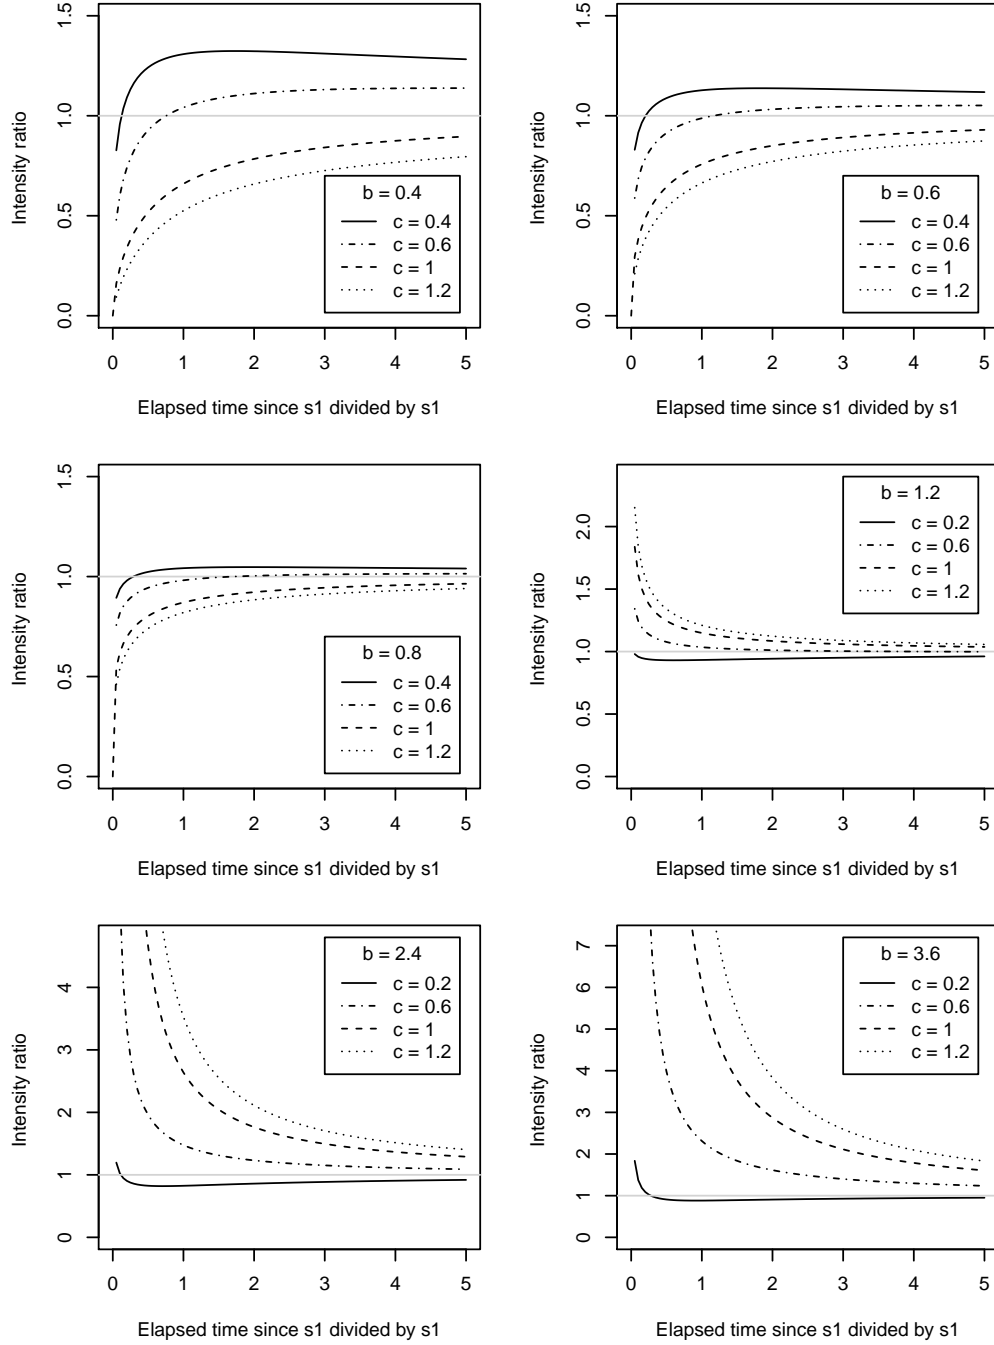 Intensity ratio
0.0
0.5
1.0
1.5
b = 0.4
c = 0.4
c = 0.6
c = 1
c = 1.2
0 1 2 3 4 5
Elapsed time since s1 divided by s1
Intensity ratio
0.0
0.5
1.0
1.5
b = 0.6
c = 0.4
c = 0.6
c = 1
c = 1.2
0 1 2 3 4 5
Elapsed time since s1 divided by s1
Intensity ratio
0.0
0.5
1.0
1.5
b = 0.8
c = 0.4
c = 0.6
c = 1
c = 1.2
0 1 2 3 4 5
Elapsed time since s1 divided by s1
Intensity ratio
0.0
0.5
1.0
1.5
2.0
b = 1.2
c = 0.2
c = 0.6
c = 1
c = 1.2
0 1 2 3 4 5
Elapsed time since s1 divided by s1
Intensity ratio
0
1
2
3
4
b = 2.4
c = 0.2
c = 0.6
c = 1
c = 1.2
0 1 2 3 4 5
Elapsed time since s1 divided by s1
Intensity ratio
0
1
2
3
4
5
6
7
b = 3.6
c = 0.2
c = 0.6
c = 1
c = 1.2
0 1 2 3 4 5
Elapsed time since s1 divided by s1